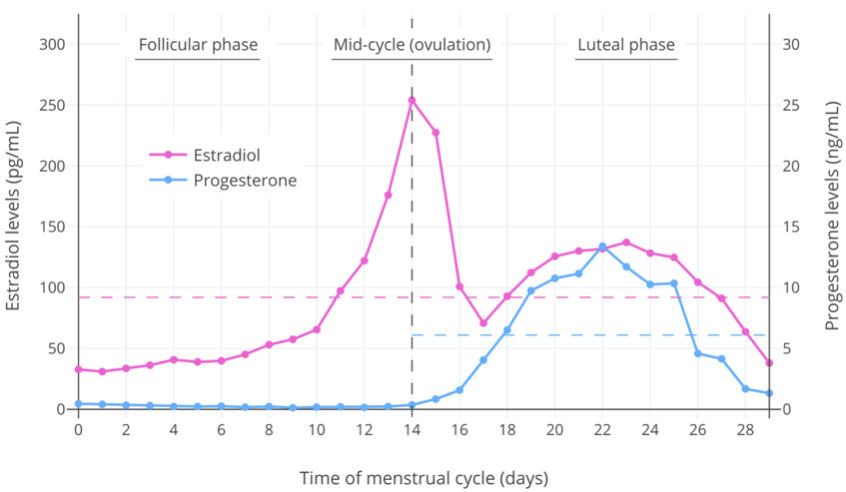 Follicular phase
Mid-cycle (ovulation)
Luteal phase
Estradiol
Progesterone
Estradiol levels (pg/mL)
300
250
200
150
100
50
0
Progesterone levels (ng/mL)
30
25
20
15
10
5
0
0 2 4 6 8 10 12 14 16 18 20 22 24 26 28
Time of menstrual cycle (days)